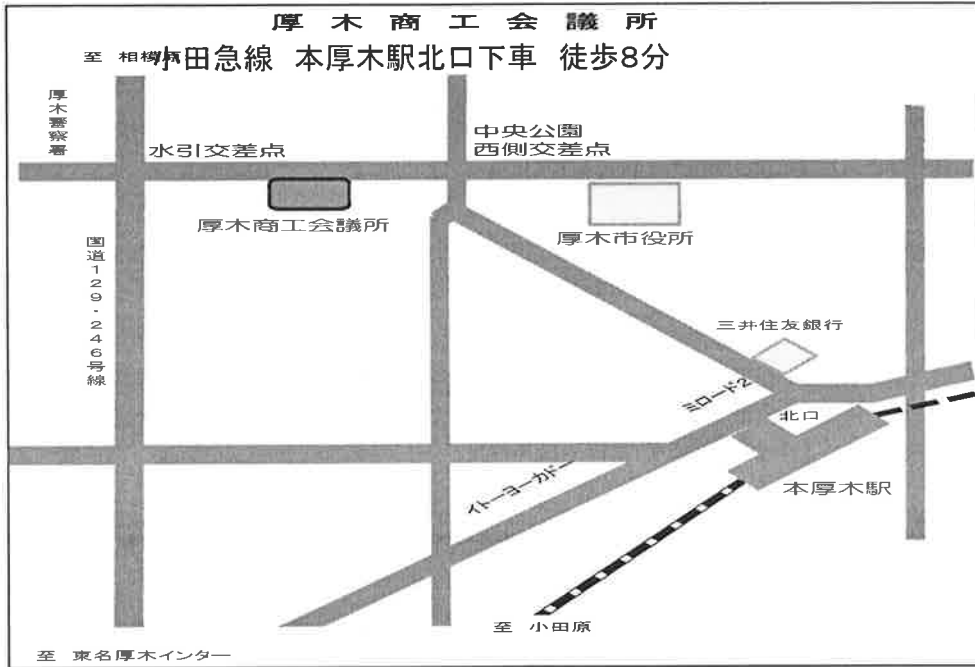 厚木商工会議所
至 相模原
小田急線 本厚木駅北口下車 徒歩8分
厚木警察署
水引交差点
中央公園
西側交差点
厚木商工会議所
厚木市役所
国道129・246号線
三井住友銀行
ミロード2
北口
イトーヨーカドー
本厚木駅
至 小田原
至 東名厚木インター